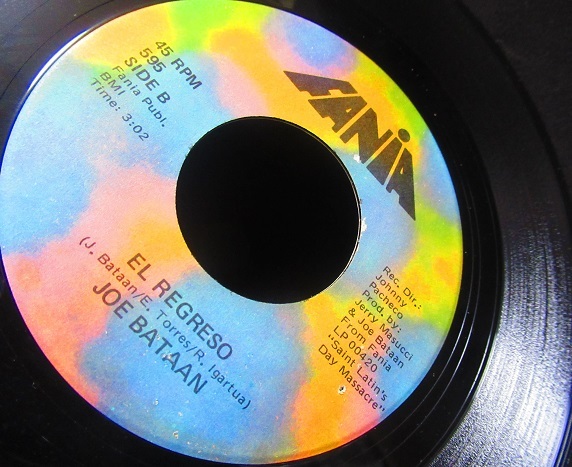 45 RPM
595
SIDE B
Fania Publ.
BMI
Time: 3:02
FANIA
EL REGRESO
(J. Bataan/E. Torres/R. Igartua)
JOE BATAAN
Rec. Dir.:
Johnny
Pacheco
Prod. by:
Jerry Masucci
& Joe Bataan
From Fania
LP 00420
"Saint Latin's
Day Massacre"